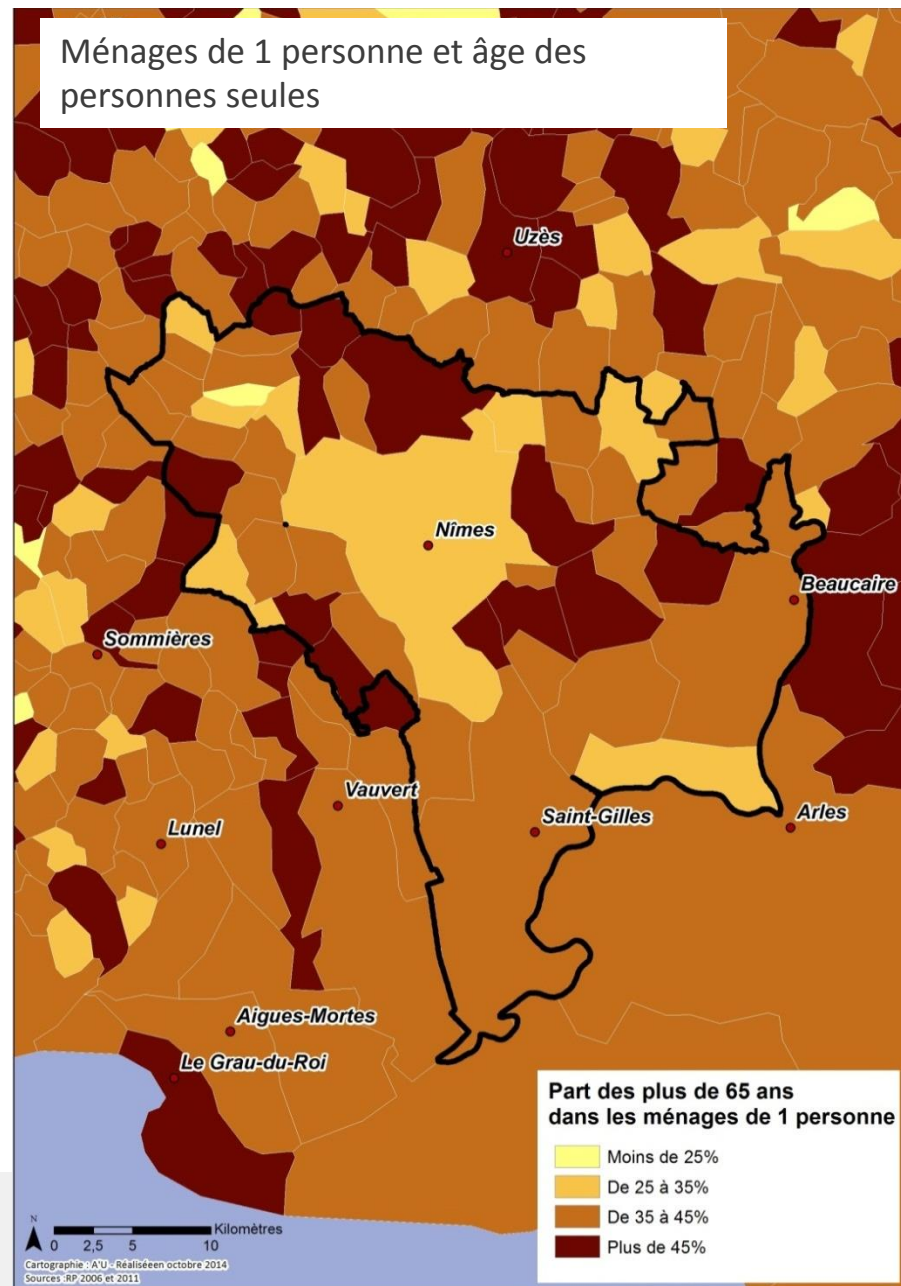 Ménages de 1 personne et âge des
personnes seules
Uzès
Nîmes
Beaucaire
Sommières
Vauvert
Saint-Gilles
Arles
Lunel
Aigues-Mortes
Le Grau-du-Roi
Part des plus de 65 ans
dans les ménages de 1 personne
Moins de 25%
De 25 à 35%
De 35 à 45%
Plus de 45%
N
Kilomètres
0 2,5 5 10
Cartographie : A'U - Réaliséeen octobre 2014
Sources :RP 2006 et 2011